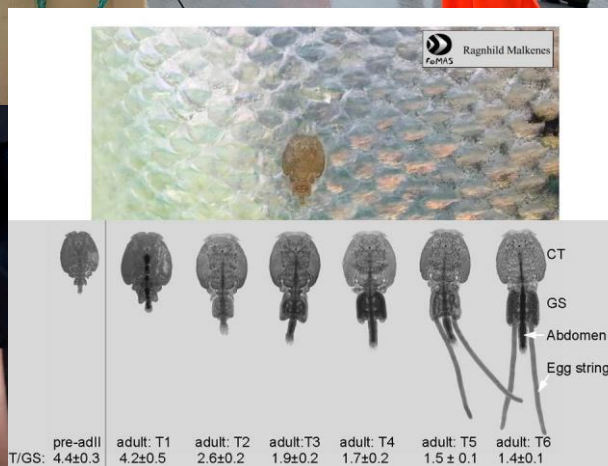 Ragnhild Malkenes
FOMAS
CT
GS
Abdomen
Egg string
pre-adII adult: T1 adult: T2 adult:T3 adult: T4 adult: T5 adult: T6
T/GS: 4.4±0.3 4.2±0.5 2.6±0.2 1.9±0.2 1.7±0.2 1.5 ± 0.1 1.4±0.1